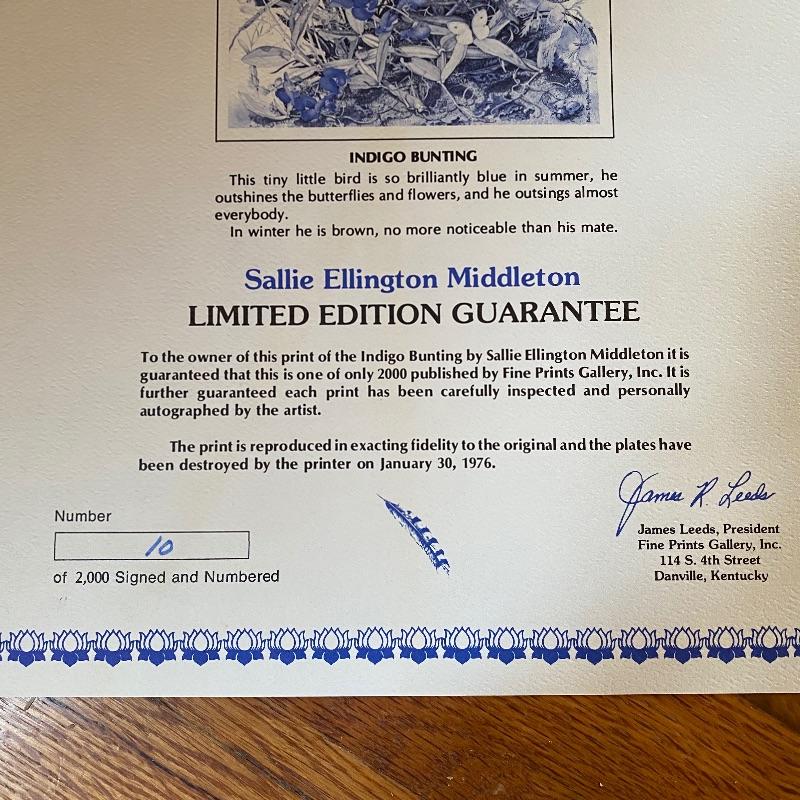 INDIGO BUNTING
This tiny little bird is so brilliantly blue in summer, he
outshines the butterflies and flowers, and he outsings almost
everybody.
In winter he is brown, no more noticeable than his mate.
Sallie Ellington Middleton
LIMITED EDITION GUARANTEE
To the owner of this print of the Indigo Bunting by Sallie Ellington Middleton it is
guaranteed that this is one of only 2000 published by Fine Prints Gallery, Inc. It is
further guaranteed each print has been carefully inspected and personally
autographed by the artist.
The print is reproduced in exacting fidelity to the original and the plates have
been destroyed by the printer on January 30, 1976.
Number
10
of 2,000 Signed and Numbered
James R. Leeds
James Leeds, President
Fine Prints Gallery, Inc.
114 S. 4th Street
Danville, Kentucky